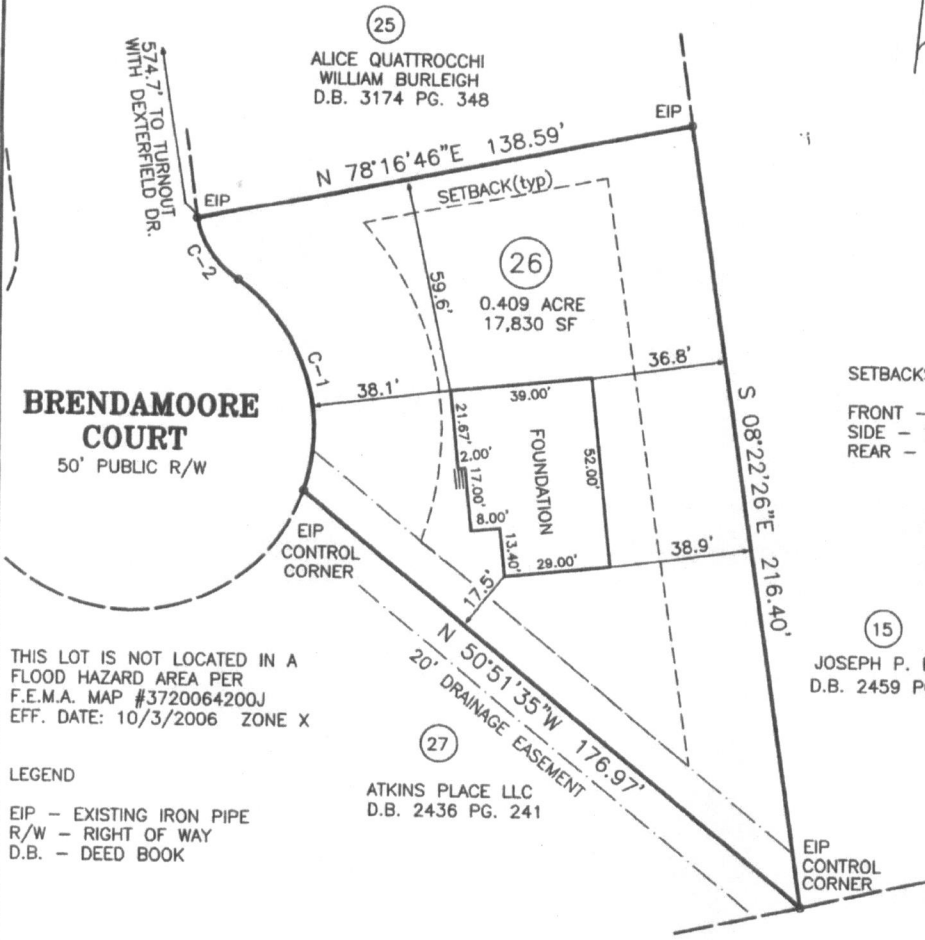 25
ALICE QUATTROCCHI
WILLIAM BURLEIGH
D.B. 3174 PG. 348
574.7' TO TURNOUT
WITH DEXTERFIELD DR.
EIP
N 78°16'46"E 138.59'
EIP
SETBACK(typ)
C-2
26
0.409 ACRE
17,830 SF
59.6'
C-1
38.1'
39.00'
36.8'
BRENDAMOORE
COURT
50' PUBLIC R/W
21.67'
2.00'
17.00'
8.00'
13.40'
29.00'
52.00'
FOUNDATION
38.9'
17.5'
S 08°22'26"E 216.40'
SETBACKS
FRONT -
SIDE -
REAR -
EIP
CONTROL
CORNER
N 50°51'35"W 176.97'
20' DRAINAGE EASEMENT
15
JOSEPH P.
D.B. 2459
THIS LOT IS NOT LOCATED IN A
FLOOD HAZARD AREA PER
F.E.M.A. MAP #3720064200J
EFF. DATE: 10/3/2006 ZONE X
27
ATKINS PLACE LLC
D.B. 2436 PG. 241
LEGEND
EIP - EXISTING IRON PIPE
R/W - RIGHT OF WAY
D.B. - DEED BOOK
EIP
CONTROL
CORNER